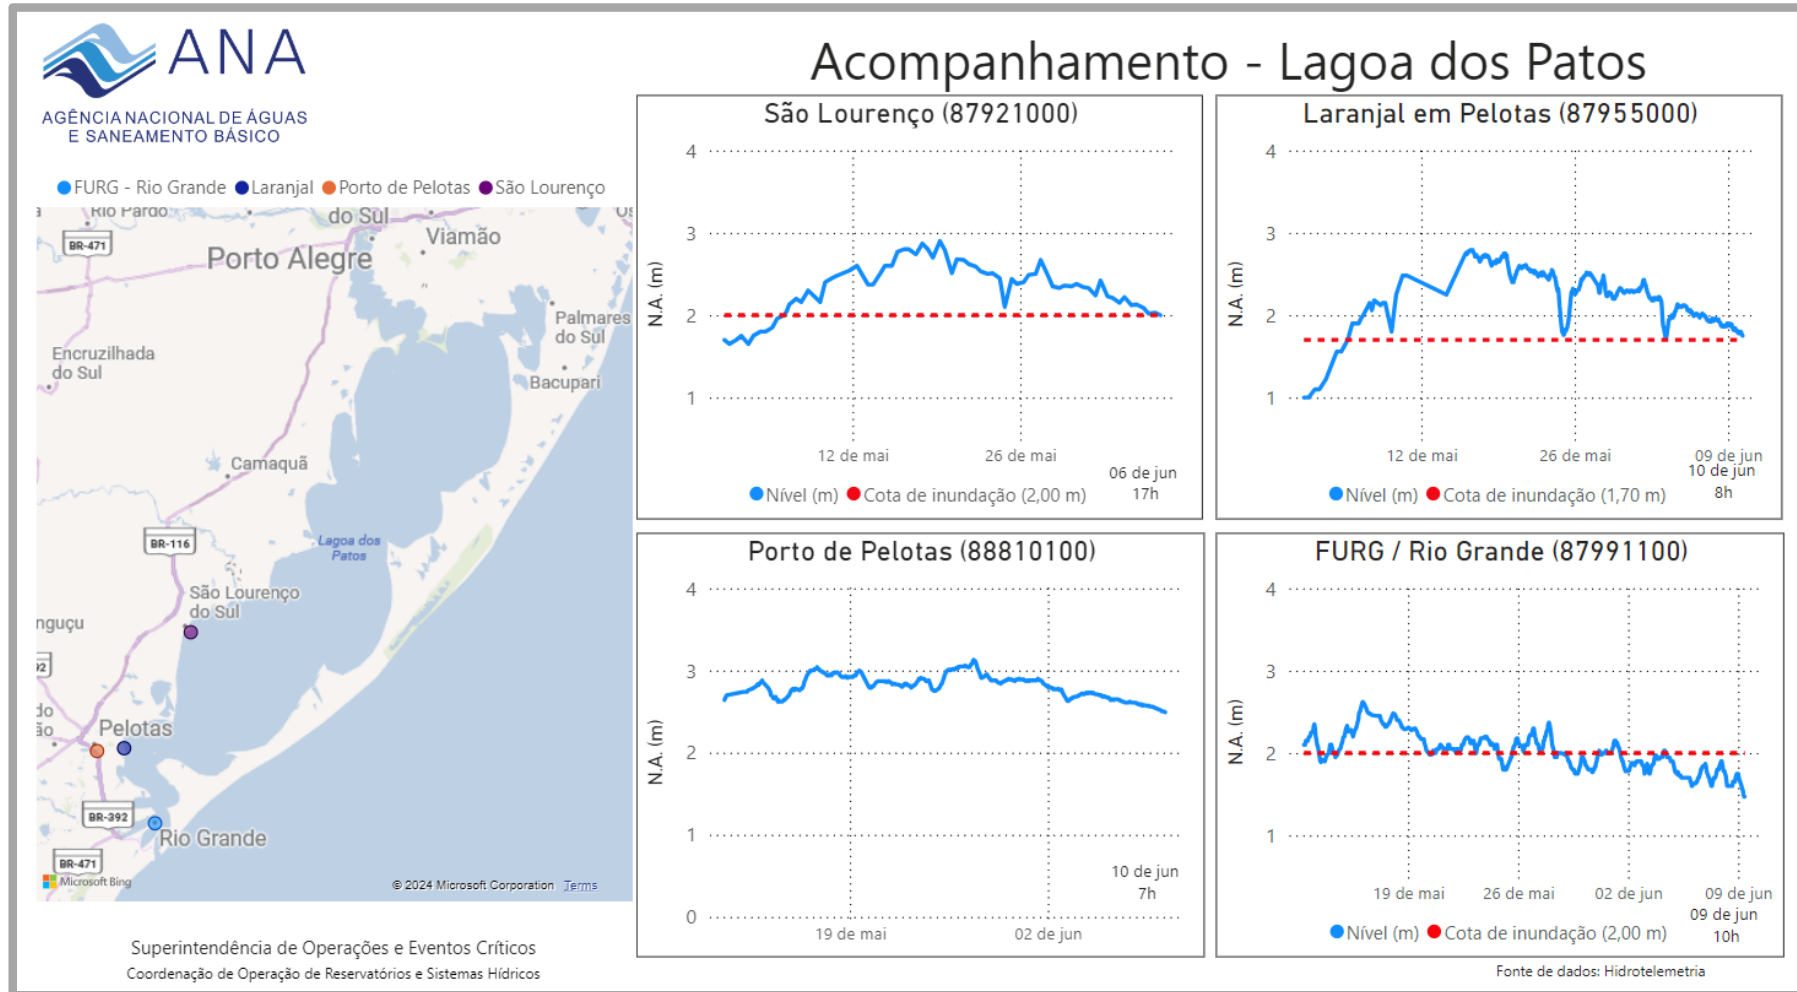 ANA
AGÊNCIA NACIONAL DE ÁGUAS
E SANEAMENTO BÁSICO
Acompanhamento - Lagoa dos Patos
FURG - Rio Grande Laranjal Porto de Pelotas São Lourenço
Rio Pardo
do Sul
BR-471
Viamão
Porto Alegre
Palmares
do Sul
Encruzilhada
do Sul
Bacupari
Camaquã
BR-116
Lagoa dos
Patos
São Lourenço
do Sul
nguçu
92
do
ão
Pelotas
BR-392
Rio Grande
BR-471
Microsoft Bing
© 2024 Microsoft Corporation Terms
Superintendência de Operações e Eventos Críticos
Coordenação de Operação de Reservatórios e Sistemas Hídricos
São Lourenço (87921000)
4
3
2
1
N.A. (m)
12 de mai 26 de mai
06 de jun
17h
Nível (m) Cota de inundação (2,00 m)
Laranjal em Pelotas (87955000)
4
3
2
1
N.A. (m)
12 de mai 26 de mai 09 de jun
10 de jun
8h
Nível (m) Cota de inundação (1,70 m)
Porto de Pelotas (88810100)
4
3
2
1
0
N.A. (m)
10 de jun
7h
19 de mai 02 de jun
FURG / Rio Grande (87991100)
4
3
2
1
N.A. (m)
19 de mai 26 de mai 02 de jun 09 de jun
09 de jun
10h
Nível (m) Cota de inundação (2,00 m)
Fonte de dados: Hidrotelemetria